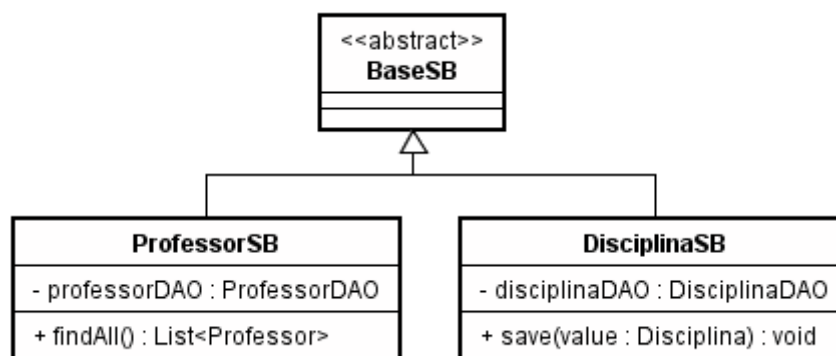 <<abstract>>
BaseSB
ProfessorSB
- professorDAO : ProfessorDAO
+ findAll() : List<Professor>
DisciplinaSB
- disciplinaDAO : DisciplinaDAO
+ save(value : Disciplina) : void